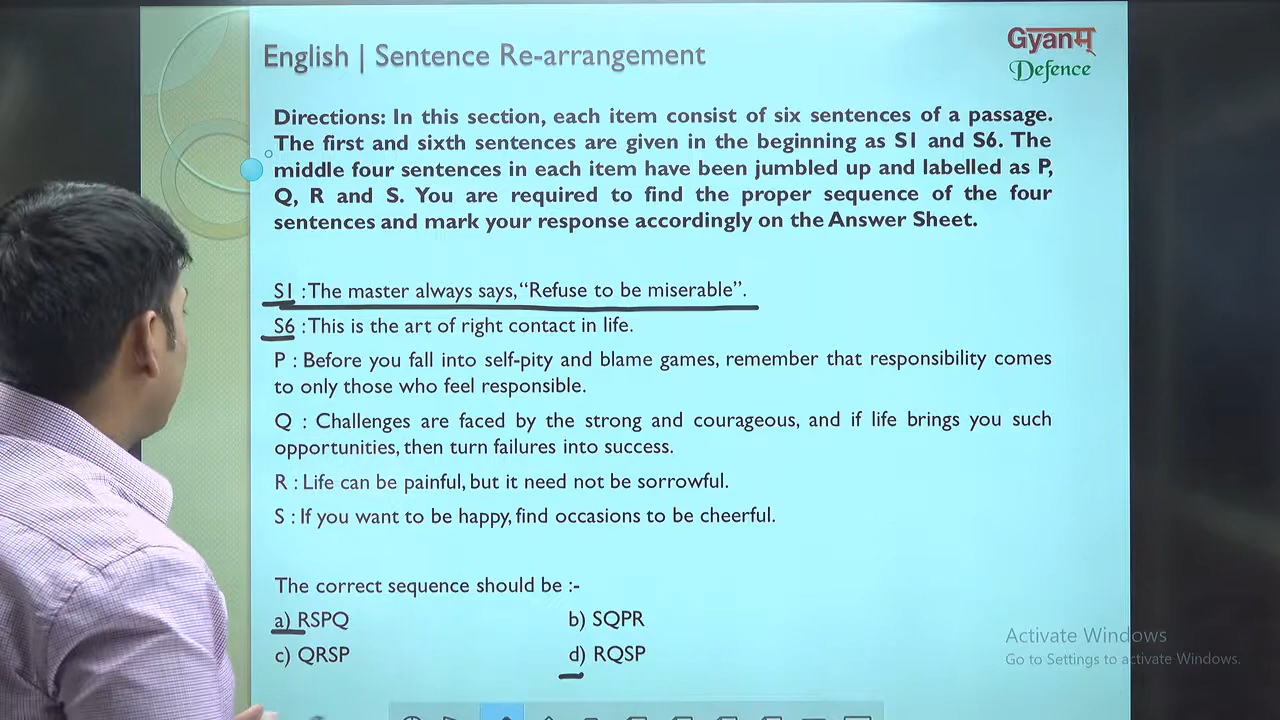 English | Sentence Re-arrangement
Gyanम्
Defence
Directions: In this section, each item consist of six sentences of a passage.
The first and sixth sentences are given in the beginning as S1 and S6. The
middle four sentences in each item have been jumbled up and labelled as P,
Q, R and S. You are required to find the proper sequence of the four
sentences and mark your response accordingly on the Answer Sheet.
S1 : The master always says, “Refuse to be miserable”.
S6 : This is the art of right contact in life.
P : Before you fall into self-pity and blame games, remember that responsibility comes
to only those who feel responsible.
Q : Challenges are faced by the strong and courageous, and if life brings you such
opportunities, then turn failures into success.
R : Life can be painful, but it need not be sorrowful.
S : If you want to be happy, find occasions to be cheerful.
The correct sequence should be :-
a) RSPQ b) SQPR
c) QRSP d) RQSP
Activate Windows
Go to Settings to activate Windows.